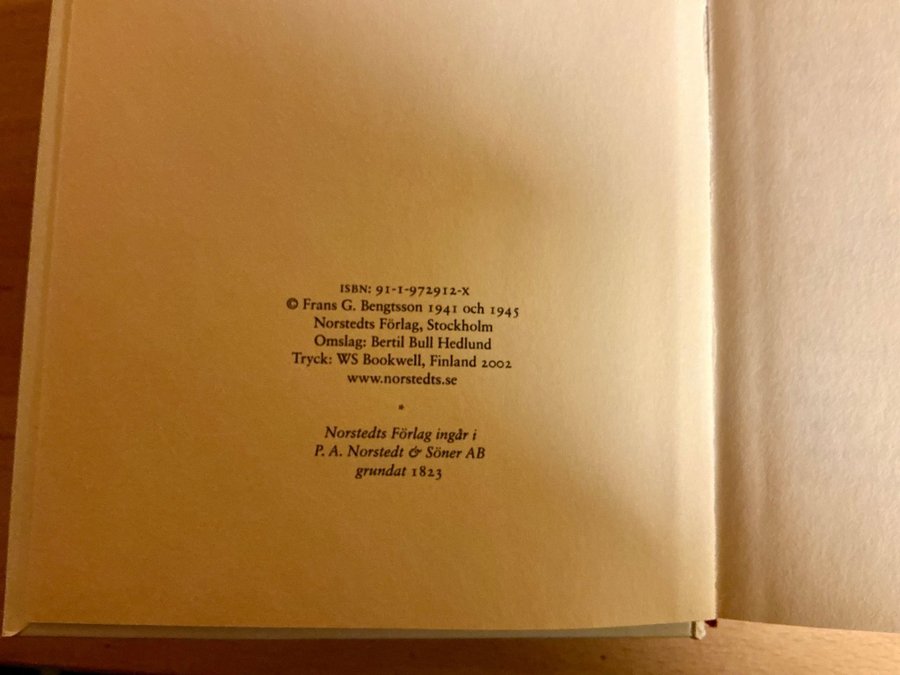 ISBN: 91-1-972912-X
© Frans G. Bengtsson 1941 och 1945
Norstedts Förlag, Stockholm
Omslag: Bertil Bull Hedlund
Tryck: WS Bookwell, Finland 2002
www.norstedts.se
*
Norstedts Förlag ingår i
P. A. Norstedt & Söner AB
grundat 1823